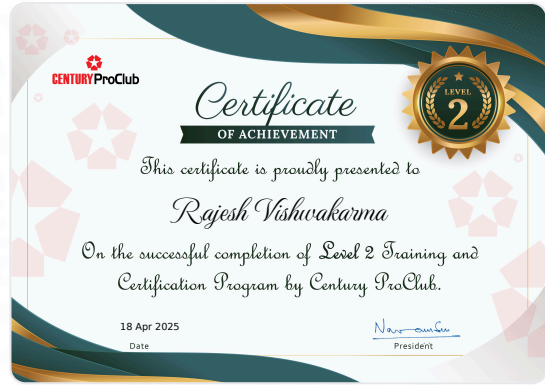 CENTURY ProClub
Certificate
OF ACHIEVEMENT
LEVEL
2
This certificate is proudly presented to
Rajesh Vishwakarma
On the successful completion of Level 2 Training and
Certification Program by Century ProClub.
18 Apr 2025
Date
President